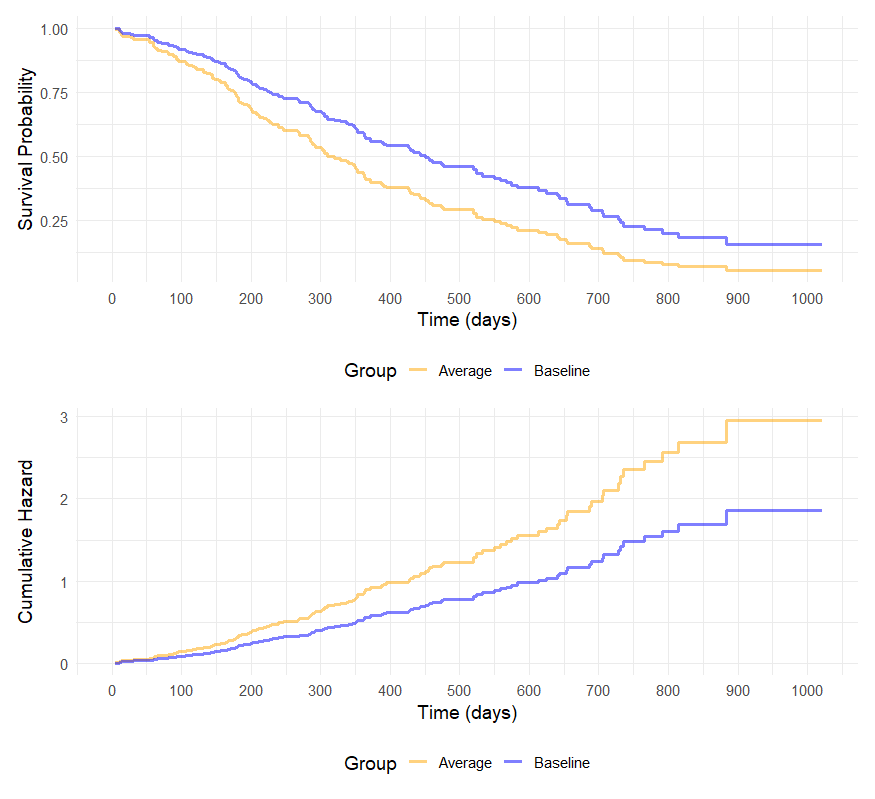 1.00
0.75
0.50
0.25
Survival Probability
0 100 200 300 400 500 600 700 800 900 1000
Time (days)
Group Average Baseline
3
2
1
0
Cumulative Hazard
0 100 200 300 400 500 600 700 800 900 1000
Time (days)
Group Average Baseline